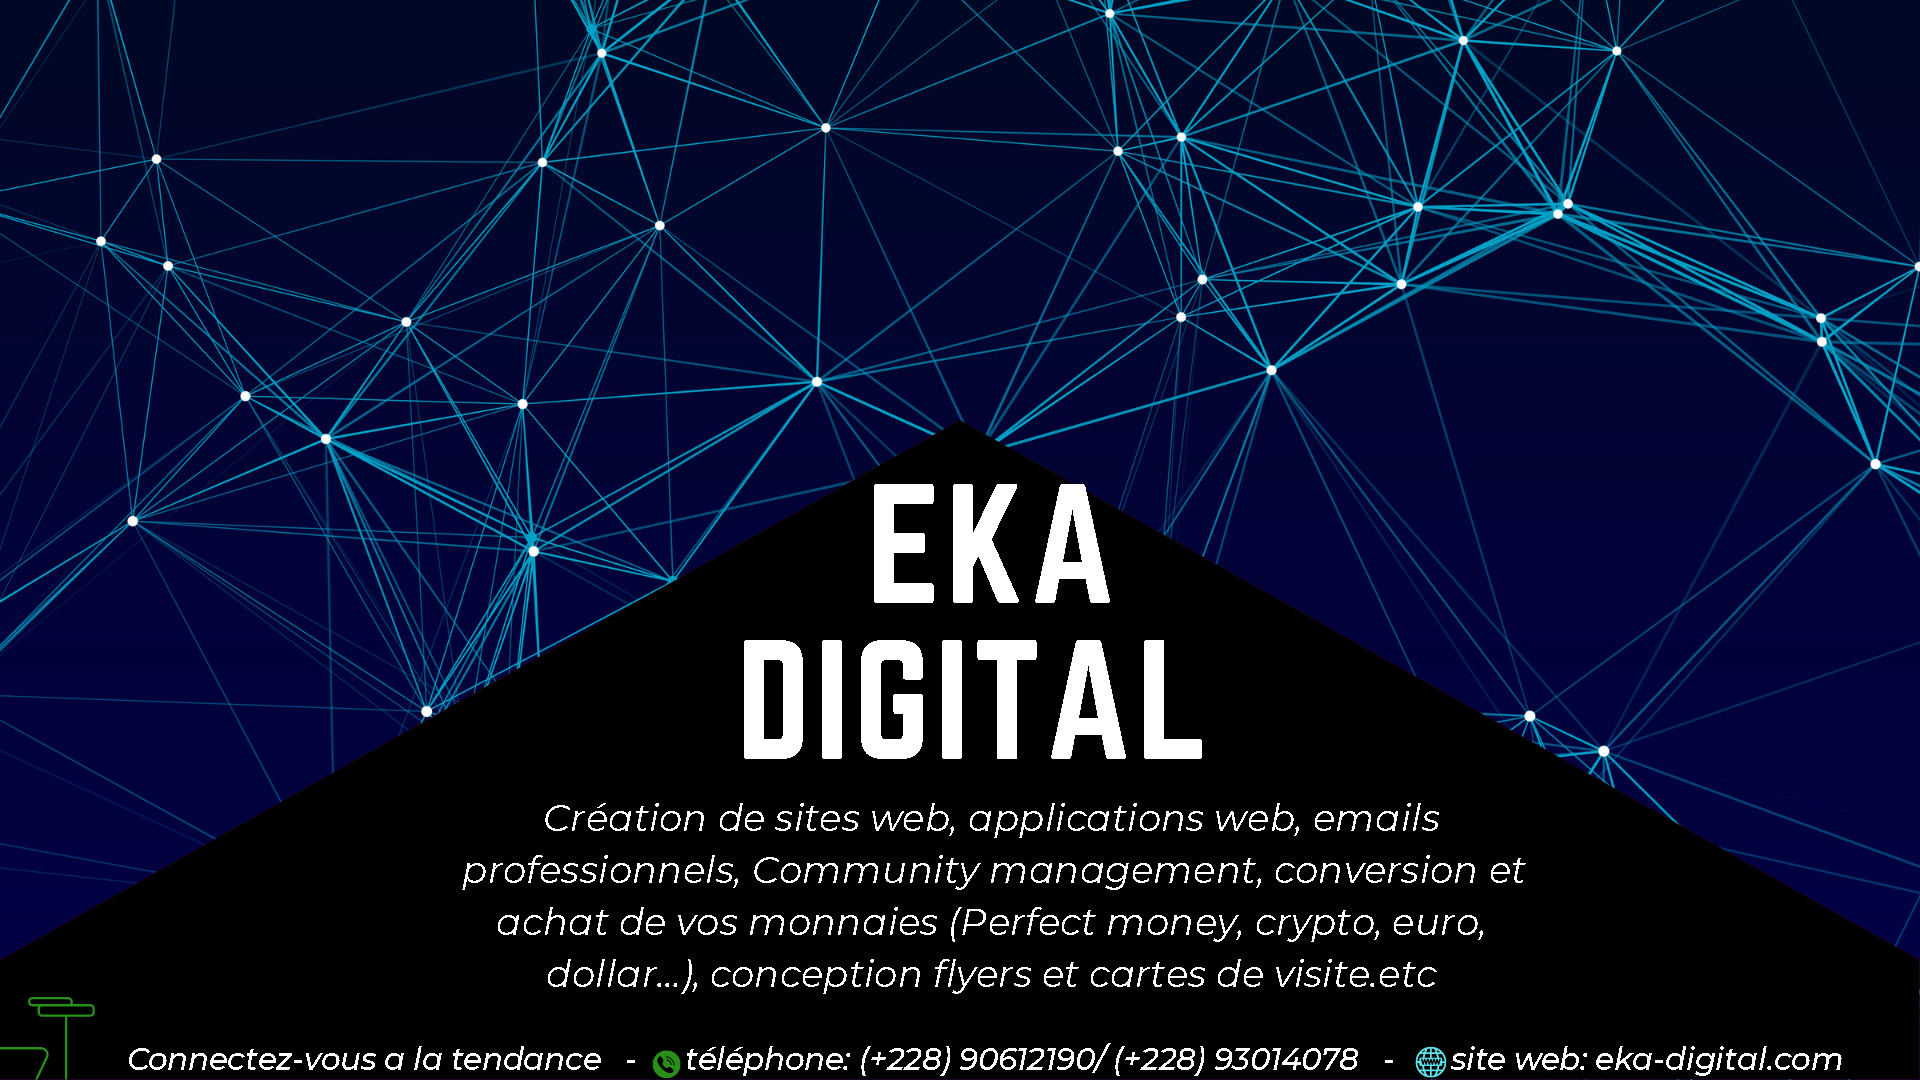 EKA
DIGITAL
Création de sites web, applications web, emails
professionnels, Community management, conversion et
achat de vos monnaies (Perfect money, crypto, euro,
dollar...), conception flyers et cartes de visite.etc
Connectez-vous a la tendance - téléphone: (+228) 90612190/ (+228) 93014078 - site web: eka-digital.com